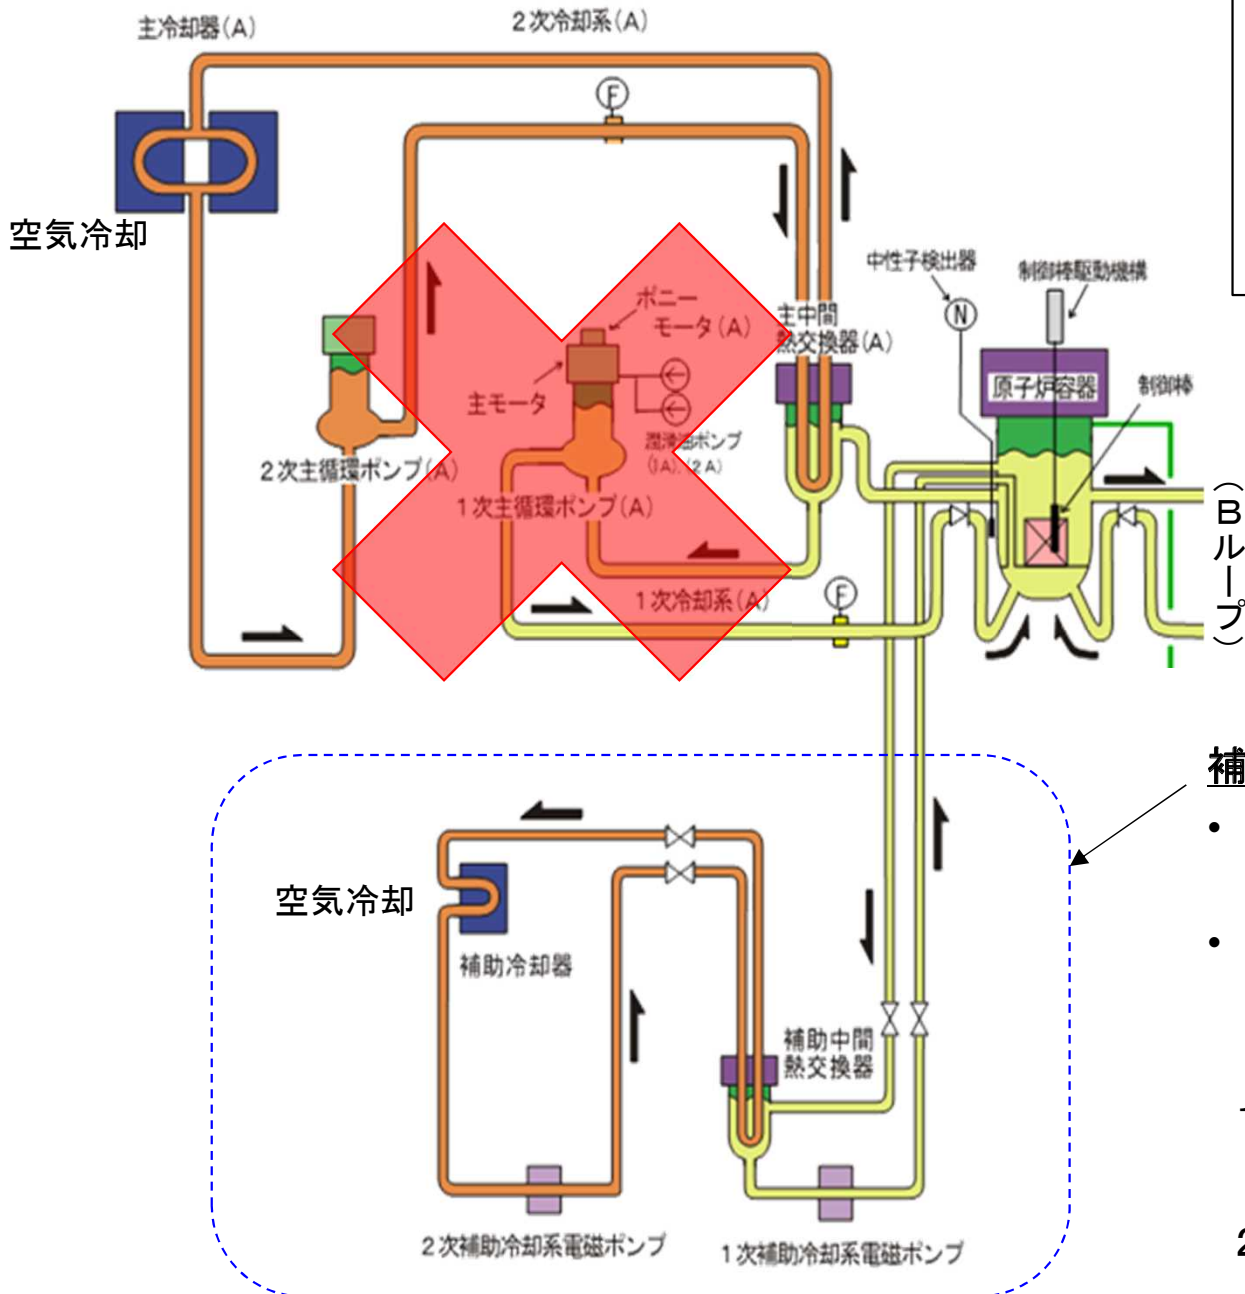 主冷却器(A)
2次冷却系(A)
F
空気冷却
中性子検出器
制御棒駆動機構
N
ポニー
モータ(A)
主中間
熱交換器(A)
原子炉容器
制御棒
主モータ
潤滑油ポンプ
(1A),(2A)
2次主循環ポンプ(A)
1次主循環ポンプ(A)
(Bループ)
1次冷却系(A)
F
補
•
空気冷却
•
補助冷却器
補助中間
熱交換器
2次補助冷却系電磁ポンプ
1次補助冷却系電磁ポンプ
2